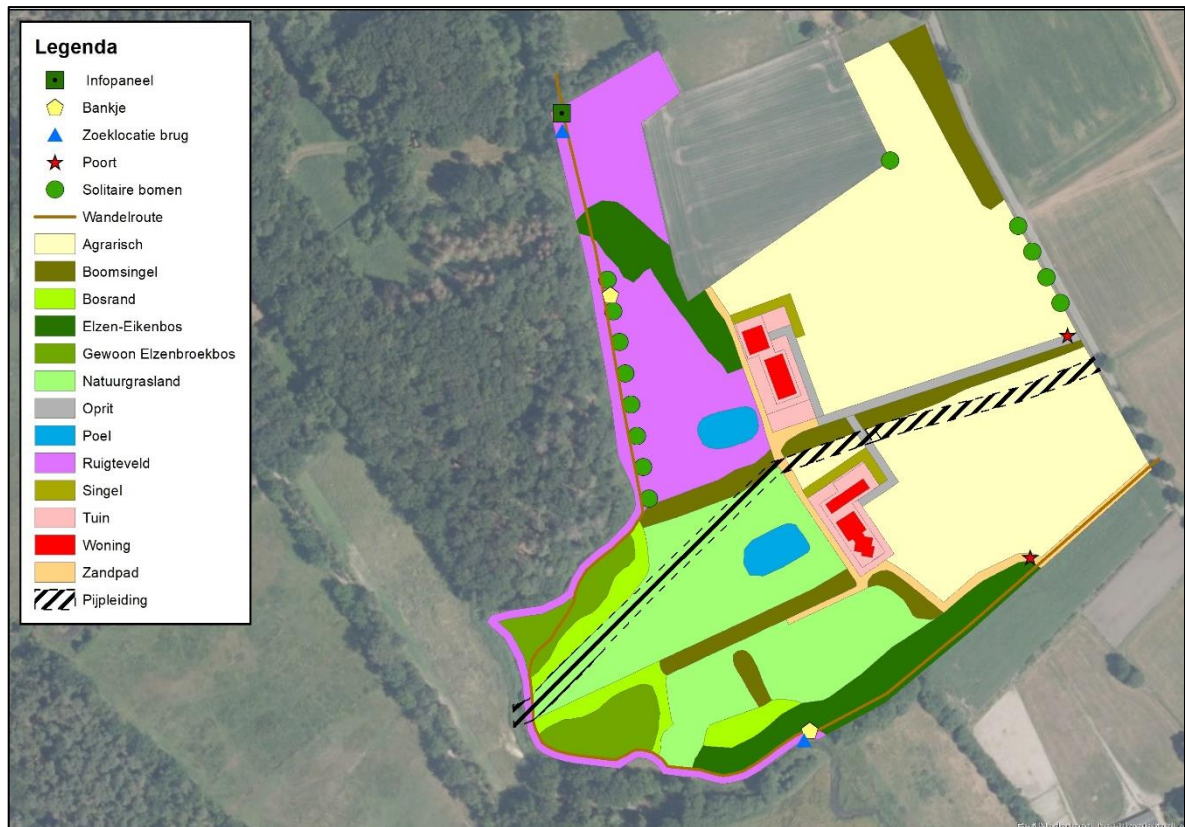 Legenda
Infopaneel
Bankje
Zoeklocatie brug
Poort
Solitaire bomen
Wandelroute
Agrarisch
Boomsingel
Bosrand
Elzen-Eikenbos
Gewoon Elzenbroekbos
Natuurgrasland
Oprit
Poel
Ruigteveld
Singel
Tuin
Woning
Zandpad
Pijpleiding